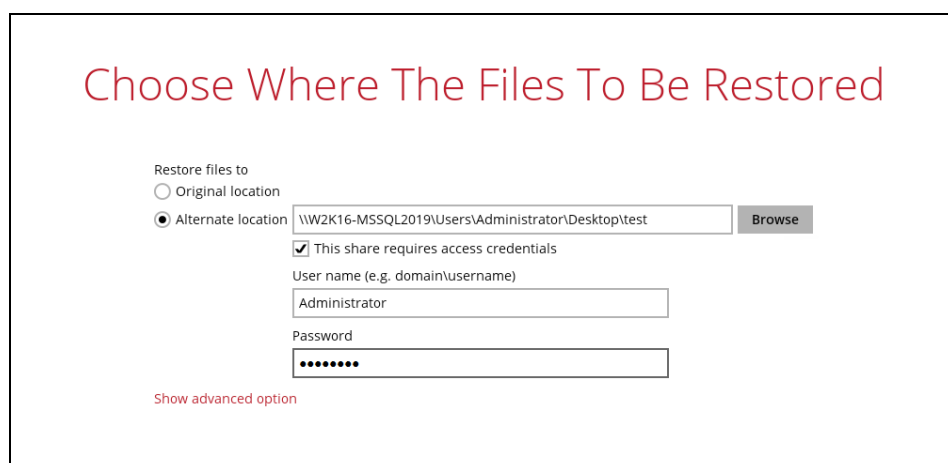 Choose Where The Files To Be Restored
Restore files to
Original location
Alternate location \\W2K16-MSSQL2019\Users\Administrator\Desktop\test Browse
This share requires access credentials
User name (e.g. domain\username)
Administrator
Password
••••••••
Show advanced option